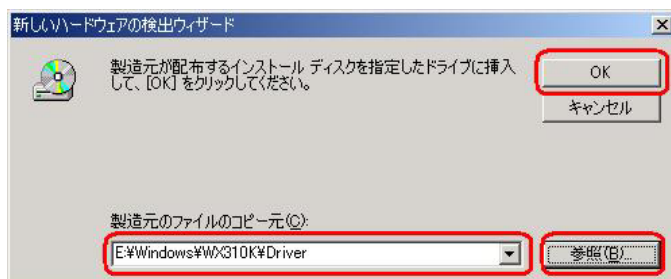 新しいハードウェアの検出ウィザード
製造元が配布するインストール ディスクを指定したドライブに挿入
して、[OK] をクリックしてください。
OK
キャンセル
製造元のファイルのコピー元(C):
E:¥Windows¥WX310K¥Driver
参照(B)...